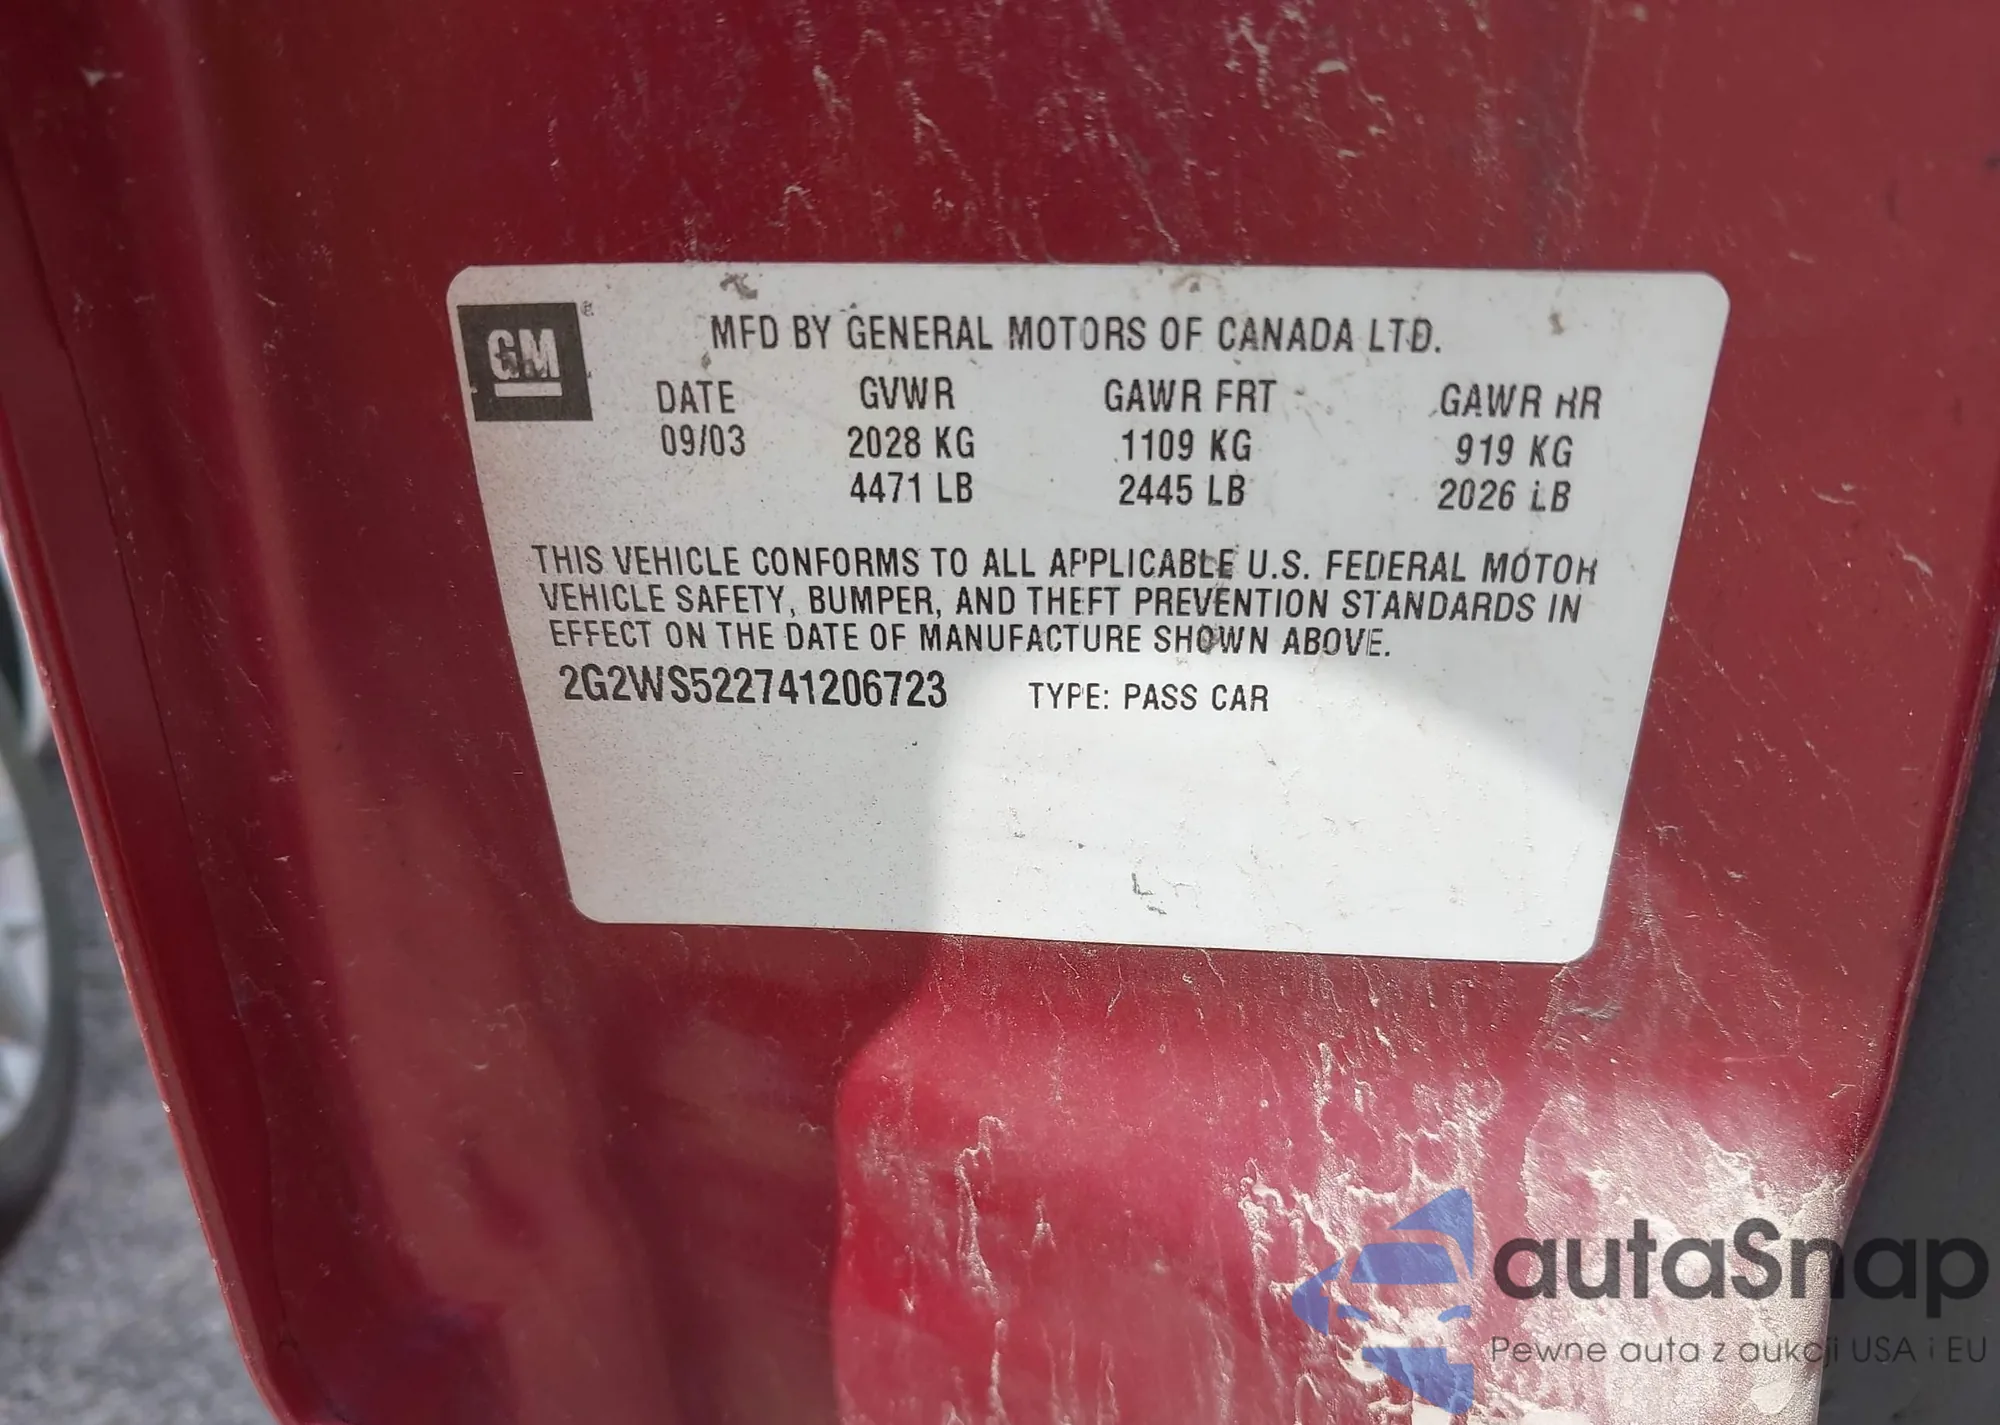 GM
MFD BY GENERAL MOTORS OF CANADA LTD.
DATE GVWR GAWR FRT GAWR RR
09/03 2028 KG 1109 KG 919 KG
4471 LB 2445 LB 2026 LB
THIS VEHICLE CONFORMS TO ALL APPLICABLE U.S. FEDERAL MOTOR
VEHICLE SAFETY, BUMPER, AND THEFT PREVENTION STANDARDS IN
EFFECT ON THE DATE OF MANUFACTURE SHOWN ABOVE.
2G2WS522741206723 TYPE: PASS CAR
autaSnap
Pewne auta z aukcji USA i EU